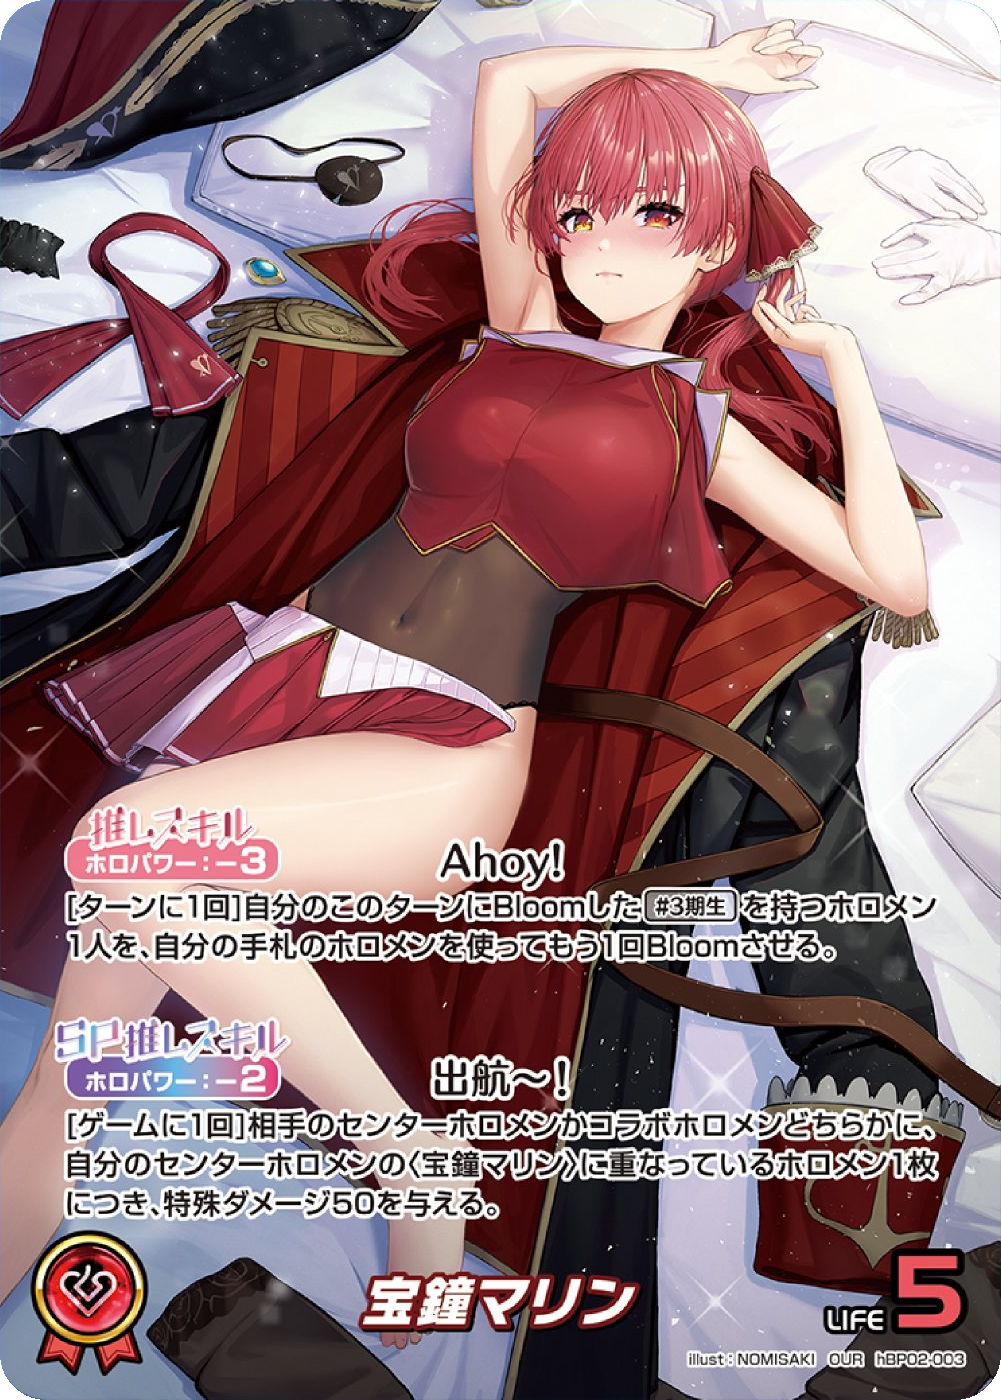 推しスキル
ホロパワー：－3
Ahoy!
[ターンに1回]自分のこのターンにBloomした #3期生 を持つホロメン
1人を、自分の手札のホロメンを使ってもう1回Bloomさせる。
SP推しスキル
ホロパワー：－2
出航～！
[ゲームに1回]相手のセンターホロメンかコラボホロメンどちらかに、
自分のセンターホロメンの〈宝鐘マリン〉に重なっているホロメン1枚
につき、特殊ダメージ50を与える。
宝鐘マリン
LIFE 5
illust：NOMISAKI OUR hBP02-003